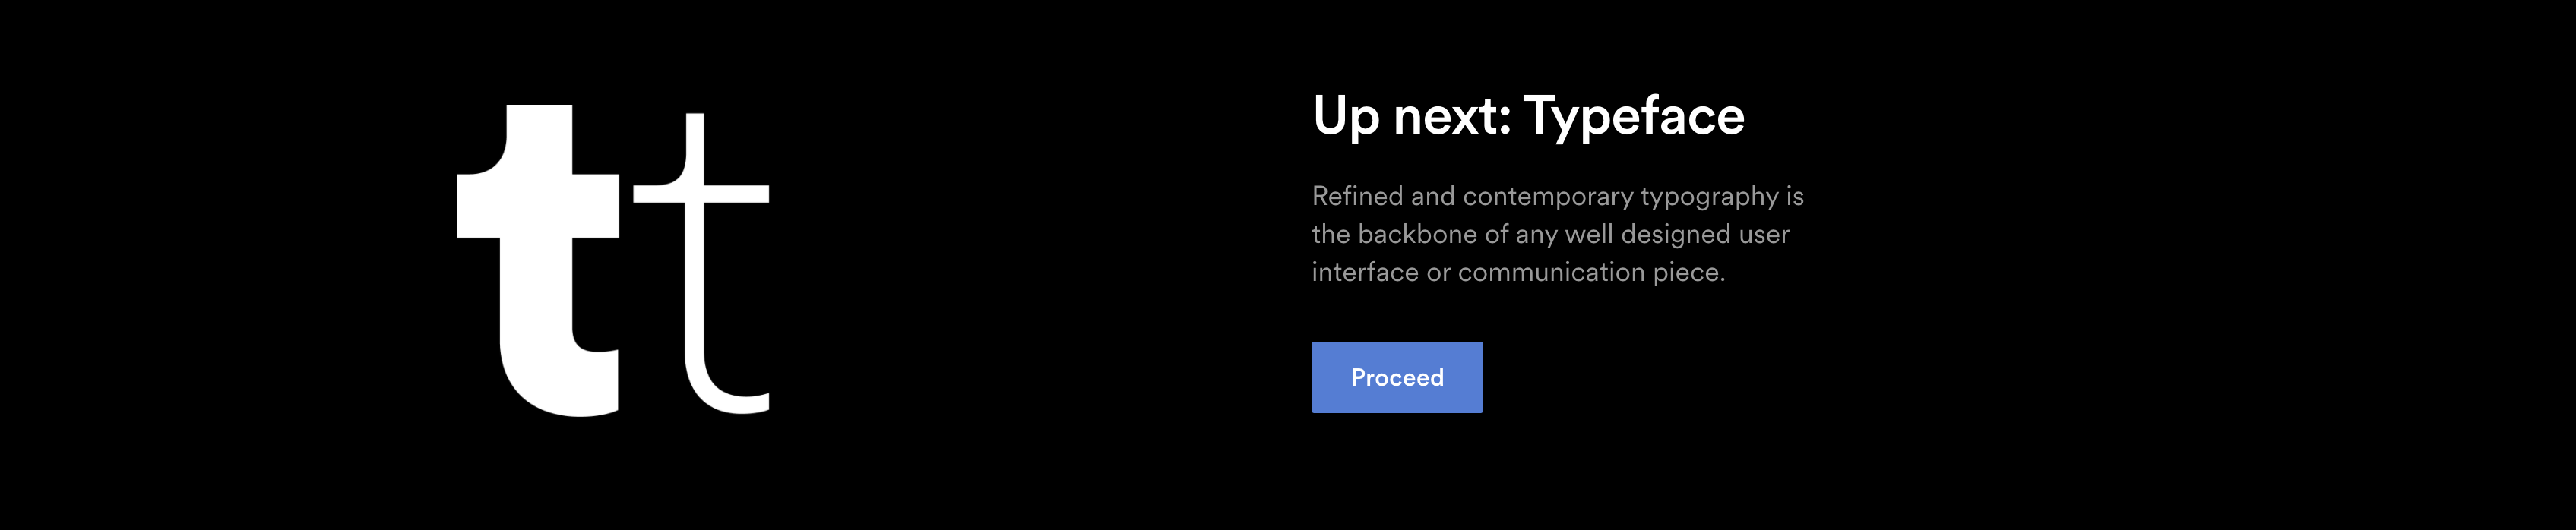 tt
Up next: Typeface
Refined and contemporary typography is
the backbone of any well designed user
interface or communication piece.
Proceed